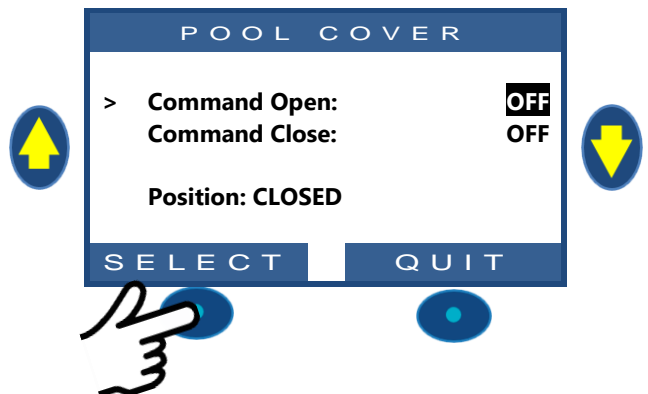 POOL COVER
> Command Open: OFF
Command Close: OFF
Position: CLOSED
SELECT QUIT